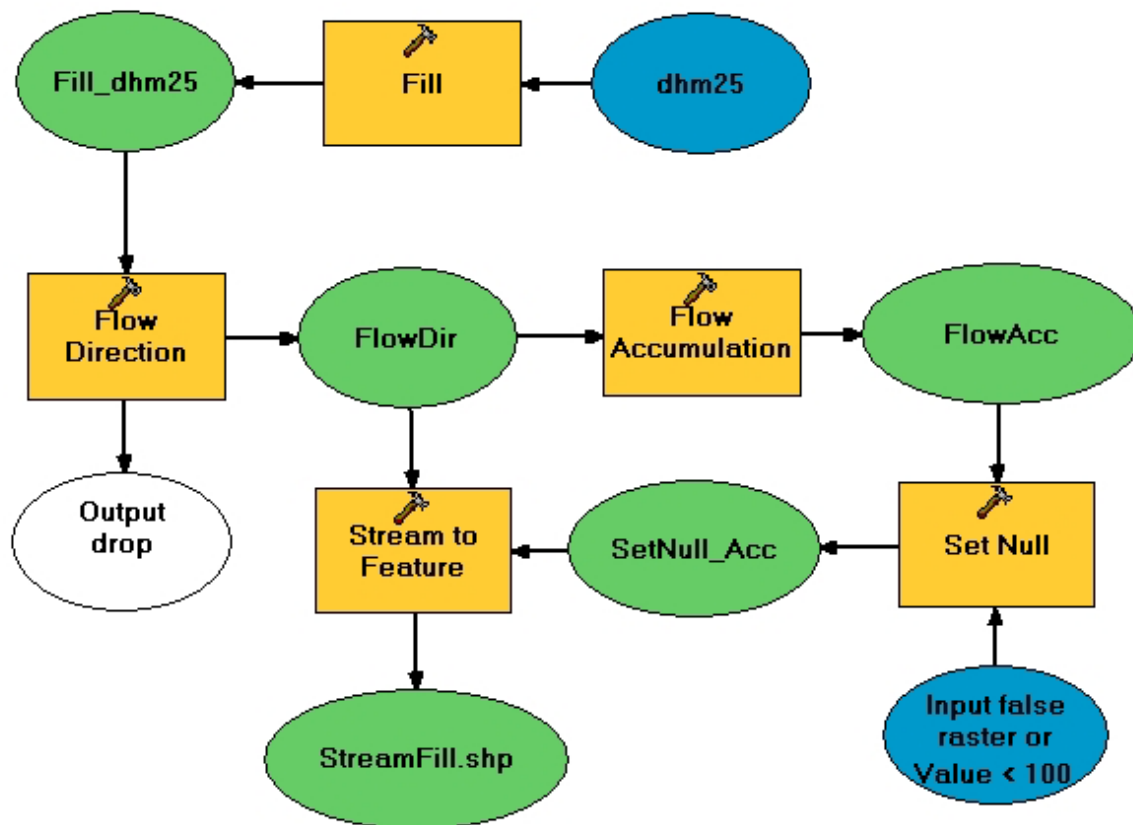 Fill_dhm25
Fill
dhm25
Flow
Direction
FlowDir
Flow
Accumulation
FlowAcc
Output
drop
Stream to
Feature
SetNull_Acc
Set Null
StreamFill.shp
Input false
raster or
Value < 100